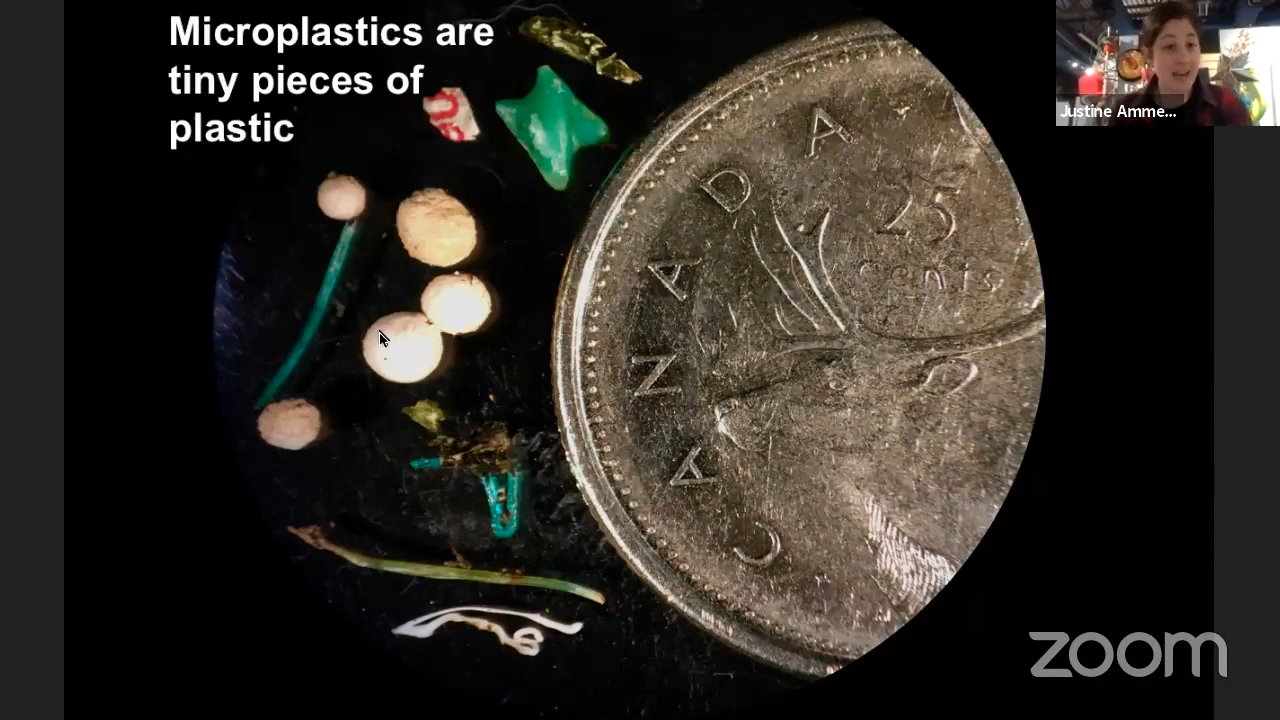 Microplastics are
tiny pieces of
plastic
Justine Amme...
CANADA
25
cents
zoom